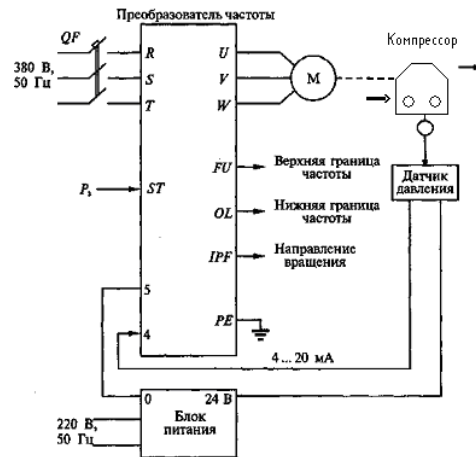 Преобразователь частоты
QF
380 В,
50 Гц
R
S
T
U
V
W
M
Компрессор
FU
Верхняя граница
частоты
Датчик
давления
P₃
ST
OL
Нижняя граница
частоты
IPF
Направление
вращения
5
PE
4
4 ... 20 мА
0
24 В
220 В,
50 Гц
Блок
питания